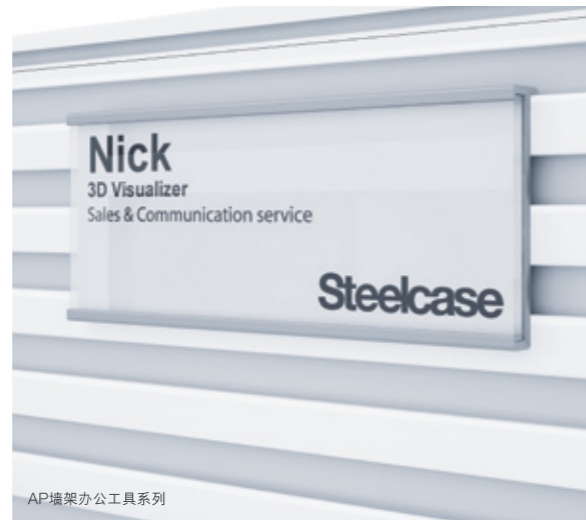 Nick
3D Visualizer
Sales & Communication service
Steelcase
AP墙架办公工具系列